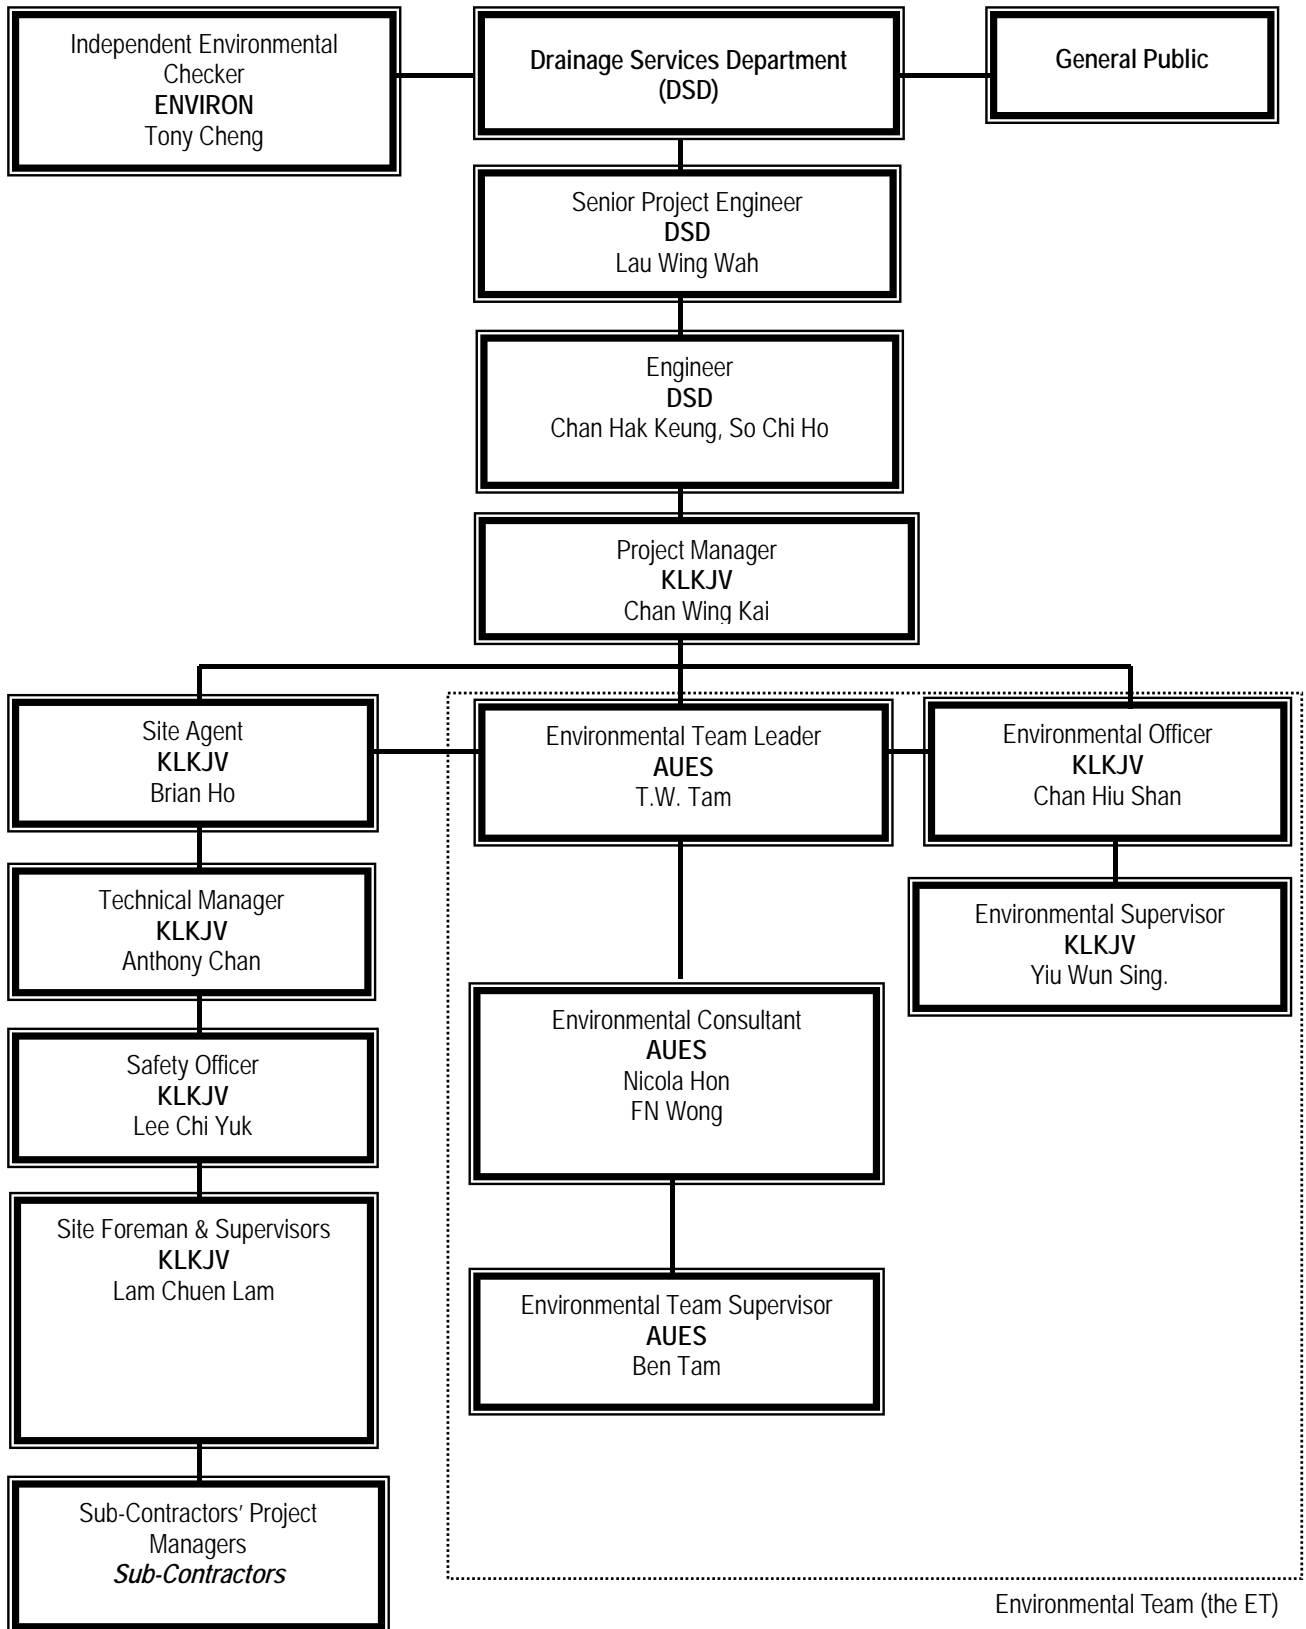 Independent Environmental
Checker
ENVIRON
Tony Cheng
Drainage Services Department
(DSD)
General Public
Senior Project Engineer
DSD
Lau Wing Wah
Engineer
DSD
Chan Hak Keung, So Chi Ho
Project Manager
KLKJV
Chan Wing Kai
Site Agent
KLKJV
Brian Ho
Environmental Team Leader
AUES
T.W. Tam
Environmental Officer
KLKJV
Chan Hiu Shan
Technical Manager
KLKJV
Anthony Chan
Environmental Supervisor
KLKJV
Yiu Wun Sing.
Environmental Consultant
AUES
Nicola Hon
FN Wong
Safety Officer
KLKJV
Lee Chi Yuk
Site Foreman & Supervisors
KLKJV
Lam Chuen Lam
Environmental Team Supervisor
AUES
Ben Tam
Sub-Contractors’ Project
Managers
Sub-Contractors
Environmental Team (the ET)